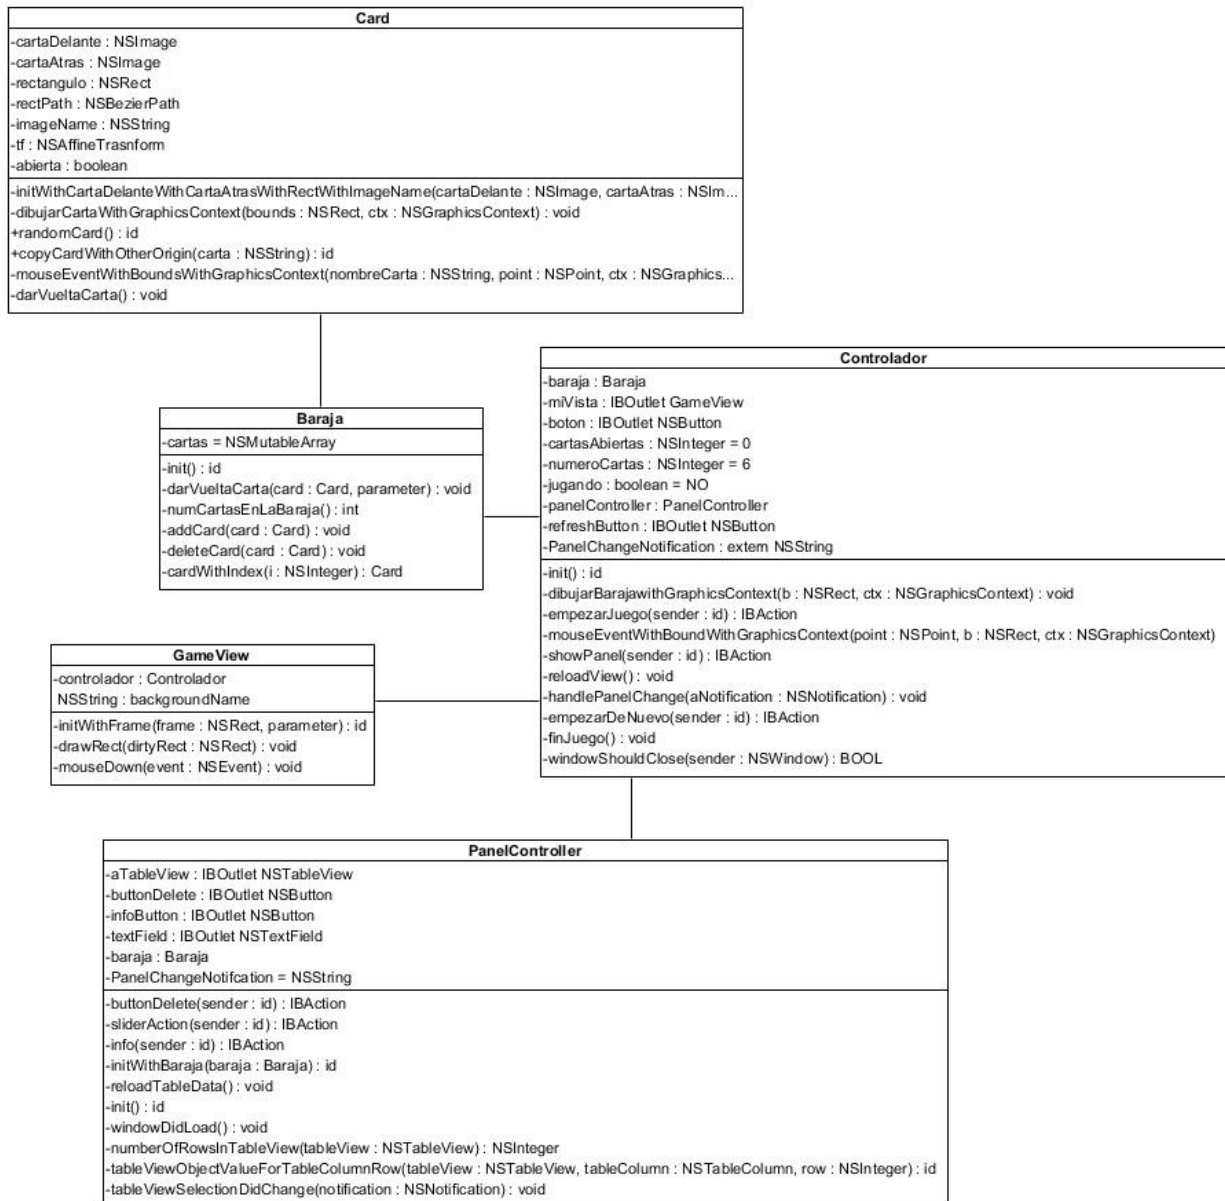 Card
-cartaDelante : NSImage
-cartaAtras : NSImage
-rectangulo : NSRect
-rectPath : NSBezierPath
-imageName : NSString
-tf : NSAffineTrasnform
-abierta : boolean
-initWithCartaDelanteWithCartaAtrasWithRectWithImageName(cartaDelante : NSImage, cartaAtras : NSIm...
-dibujarCartaWithGraphicsContext(bounds : NSRect, ctx : NSGraphicsContext) : void
+randomCard() : id
+copyCardWithOtherOrigin(carta : NSString) : id
-mouseEventWithBoundsWithGraphicsContext(nombreCarta : NSString, point : NSPoint, ctx : NSGraphics...
-darVueltaCarta() : void
Baraja
-cartas = NSMutableArray
-init() : id
-darVueltaCarta(card : Card, parameter) : void
-numCartasEnLaBaraja() : int
-addCard(card : Card) : void
-deleteCard(card : Card) : void
-cardWithIndex(i : NSInteger) : Card
Controlador
-baraja : Baraja
-miVista : IBOutlet GameView
-boton : IBOutlet NSButton
-cartasAbiertas : NSInteger = 0
-numeroCartas : NSInteger = 6
-jugando : boolean = NO
-panelController : PanelController
-refreshButton : IBOutlet NSButton
-PanelChangeNotification : extern NSString
-init() : id
-dibujarBarajawithGraphicsContext(b : NSRect, ctx : NSGraphicsContext) : void
-empezarJuego(sender : id) : IBAction
-mouseEventWithBoundWithGraphicsContext(point : NSPoint, b : NSRect, ctx : NSGraphicsContext)
-showPanel(sender : id) : IBAction
-reloadView() : void
-handlePanelChange(aNotification : NSNotification) : void
-empezarDeNuevo(sender : id) : IBAction
-finJuego() : void
-windowShouldClose(sender : NSWindow) : BOOL
GameView
-controlador : Controlador
NSString : backgroundName
-initWithFrame(frame : NSRect, parameter) : id
-drawRect(dirtyRect : NSRect) : void
-mouseDown(event : NSEvent) : void
PanelController
-aTableView : IBOutlet NSTableView
-buttonDelete : IBOutlet NSButton
-infoButton : IBOutlet NSButton
-textField : IBOutlet NSTextField
-baraja : Baraja
-PanelChangeNotifcation = NSString
-buttonDelete(sender : id) : IBAction
-sliderAction(sender : id) : IBAction
-info(sender : id) : IBAction
-initWithBaraja(baraja : Baraja) : id
-reloadTableData() : void
-init() : id
-windowDidLoad() : void
-numberOfRowsInTableView(tableView : NSTableView) : NSInteger
-tableViewObjectValueForTableColumnRow(tableView : NSTableView, tableColumn : NSTableColumn, row : NSInteger) : id
-tableViewSelectionDidChange(notification : NSNotification) : void